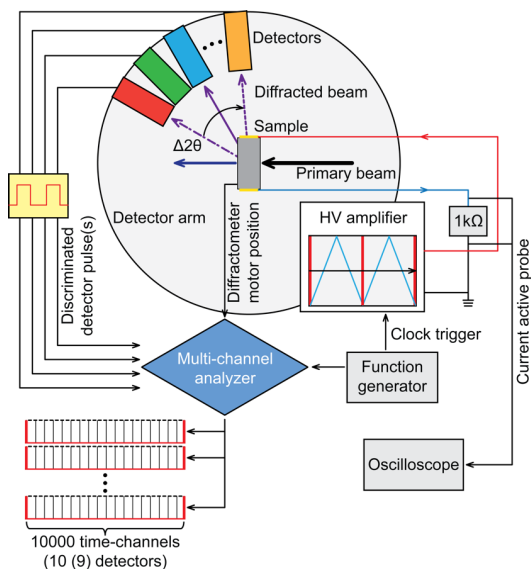 Detectors
Diffracted beam
Sample
Δ2θ
Primary beam
Detector arm
Diffractometer
motor position
HV amplifier
1kΩ
Discriminated
detector pulse(s)
Clock trigger
Current active probe
Multi-channel
analyzer
Function
generator
Oscilloscope
10000 time-channels
(10 (9) detectors)